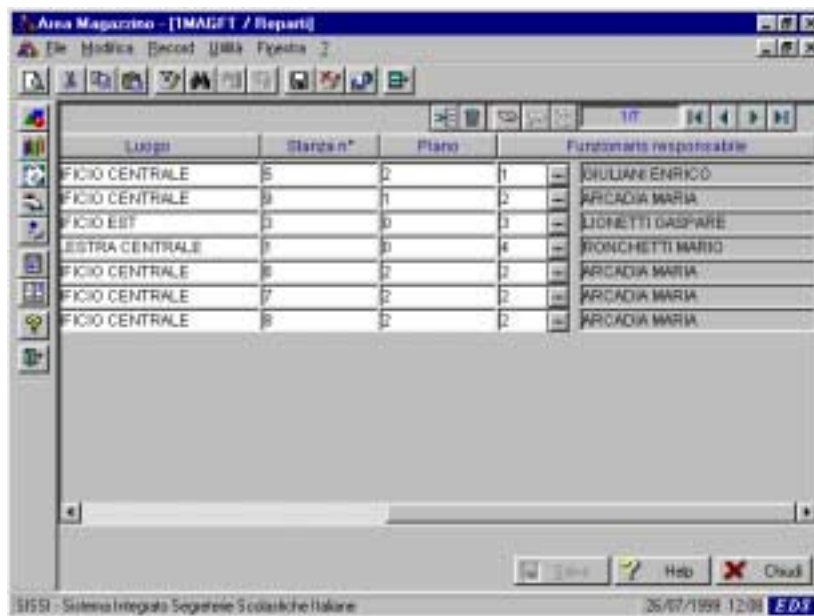 Area Magazzino - [1MAGFT / Reparti]
File Modifica Record Utilità Finestra ?
1/7
Luogo Stanza n° Piano Funzionario responsabile
FICIO CENTRALE 5 2 1 GIULIANI ENRICO
FICIO CENTRALE 9 1 2 ARCADIA MARIA
FICIO EST 3 0 3 LIONETTI GASPARE
LESTRA CENTRALE 1 0 4 RONCHETTI MARIO
FICIO CENTRALE 6 2 2 ARCADIA MARIA
FICIO CENTRALE 7 2 2 ARCADIA MARIA
FICIO CENTRALE 8 2 2 ARCADIA MARIA
Help Chiudi
SISSI - Sistema Integrato Segreterie Scolastiche Italiane 26/07/1999 12:08 EDS